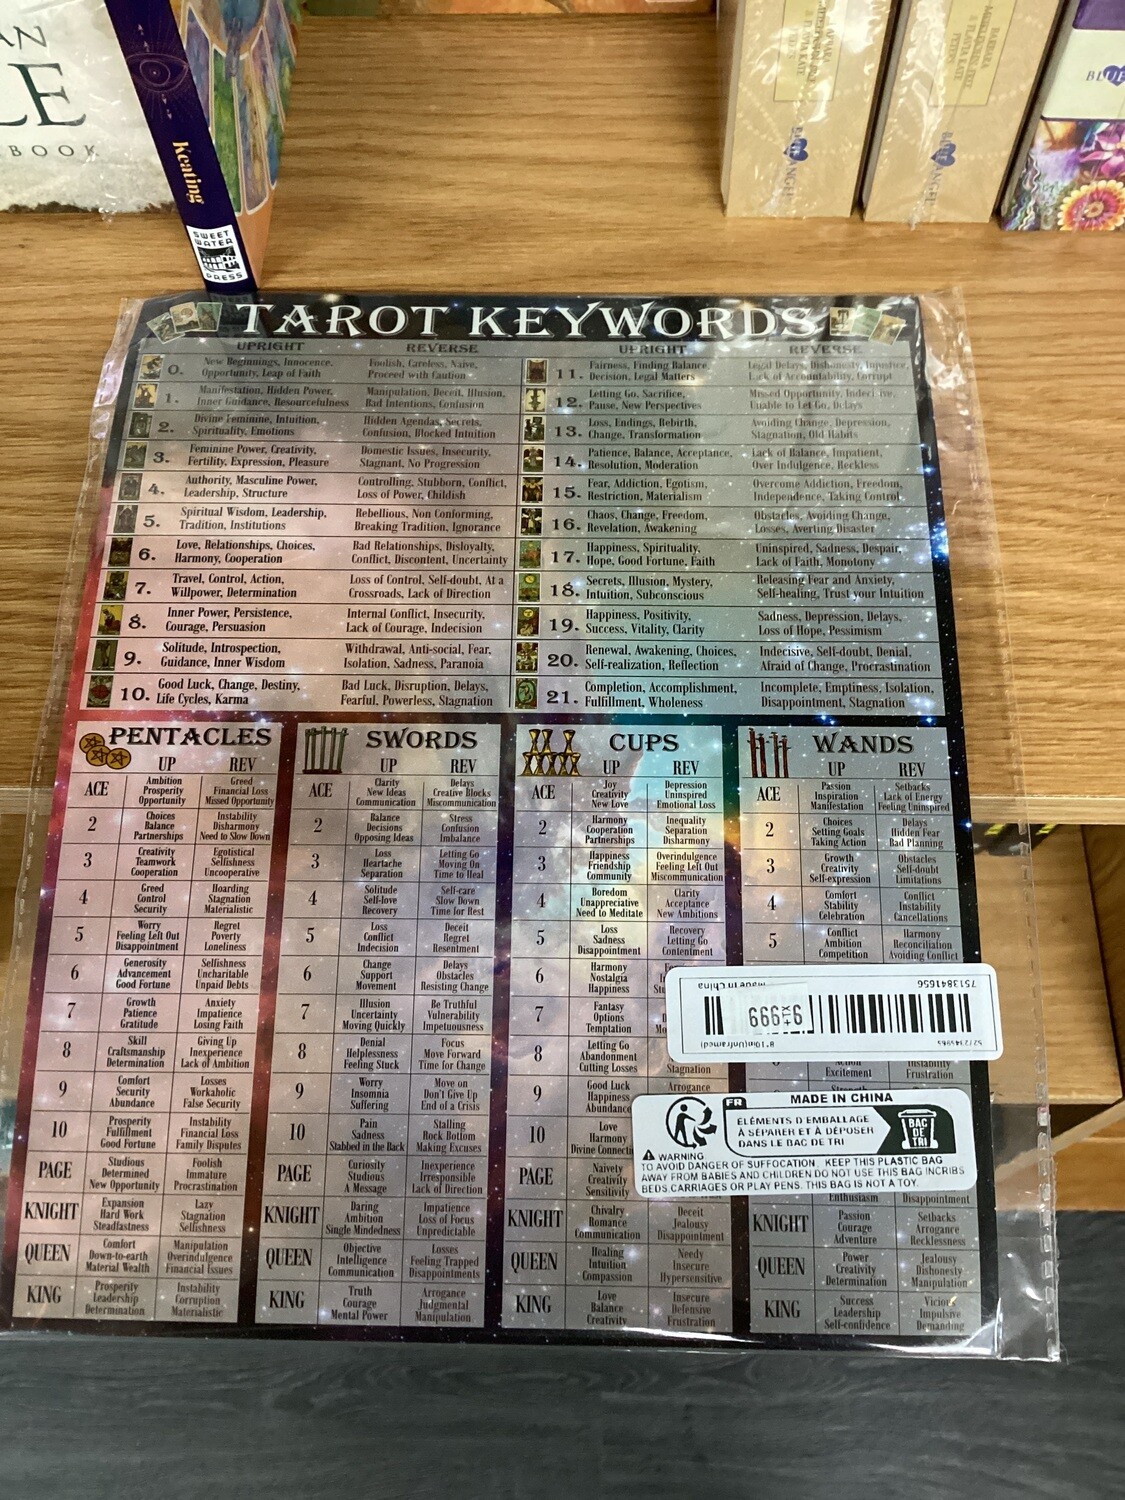 AN
LE
BOOK
Keating
SWEET
WATER
PRESS
BLUE ANGEL
BLUE
TAROT KEYWORDS
UPRIGHT REVERSE UPRIGHT REVERSE
0. New Beginnings, Innocence, Opportunity, Leap of Faith
Foolish, Careless, Naive, Proceed with Caution
1. Manifestation, Hidden Power, Inner Guidance, Resourcefulness
Manipulation, Deceit, Illusion, Bad Intentions, Confusion
2. Divine Feminine, Intuition, Spirituality, Emotions
Hidden Agendas, Secrets, Confusion, Blocked Intuition
3. Feminine Power, Creativity, Fertility, Expression, Pleasure
Domestic Issues, Insecurity, Stagnant, No Progression
4. Authority, Masculine Power, Leadership, Structure
Controlling, Stubborn, Conflict, Loss of Power, Childish
5. Spiritual Wisdom, Leadership, Tradition, Institutions
Rebellious, Non Conforming, Breaking Tradition, Ignorance
6. Love, Relationships, Choices, Harmony, Cooperation
Bad Relationships, Disloyalty, Conflict, Discontent, Uncertainty
7. Travel, Control, Action, Willpower, Determination
Loss of Control, Self-doubt, At a Crossroads, Lack of Direction
8. Inner Power, Persistence, Courage, Persuasion
Internal Conflict, Insecurity, Lack of Courage, Indecision
9. Solitude, Introspection, Guidance, Inner Wisdom
Withdrawal, Anti-social, Fear, Isolation, Sadness, Paranoia
10. Good Luck, Change, Destiny, Life Cycles, Karma
Bad Luck, Disruption, Delays, Fearful, Powerless, Stagnation
11. Fairness, Finding Balance, Decision, Legal Matters
Legal Delays, Dishonesty, Injustice, Lack of Accountability, Corrupt
12. Letting Go, Sacrifice, Pause, New Perspectives
Missed Opportunity, Indecisive, Unable to Let Go, Delays
13. Loss, Endings, Rebirth, Change, Transformation
Avoiding Change, Depression, Stagnation, Old Habits
14. Patience, Balance, Acceptance, Resolution, Moderation
Lack of Balance, Impatient, Over Indulgence, Reckless
15. Fear, Addiction, Egotism, Restriction, Materialism
Overcome Addiction, Freedom, Independence, Taking Control
16. Chaos, Change, Freedom, Revelation, Awakening
Obstacles, Avoiding Change, Losses, Averting Disaster
17. Happiness, Spirituality, Hope, Good Fortune, Faith
Uninspired, Sadness, Despair, Lack of Faith, Monotony
18. Secrets, Illusion, Mystery, Intuition, Subconscious
Releasing Fear and Anxiety, Self-healing, Trust your Intuition
19. Happiness, Positivity, Success, Vitality, Clarity
Sadness, Depression, Delays, Loss of Hope, Pessimism
20. Renewal, Awakening, Choices, Self-realization, Reflection
Indecisive, Self-doubt, Denial, Afraid of Change, Procrastination
21. Completion, Accomplishment, Fulfillment, Wholeness
Incomplete, Emptiness, Isolation, Disappointment, Stagnation
PENTACLES
UP REV
ACE Ambition Prosperity Opportunity
Greed Financial Loss Missed Opportunity
2 Choices Balance Partnerships
Instability Disharmony Need to Slow Down
3 Creativity Teamwork Cooperation
Egotistical Selfishness Uncooperative
4 Greed Control Security
Hoarding Stagnation Materialistic
5 Worry Feeling Left Out Disappointment
Regret Poverty Loneliness
6 Generosity Advancement Good Fortune
Selfishness Uncharitable Unpaid Debts
7 Growth Patience Gratitude
Anxiety Impatience Losing Faith
8 Skill Craftsmanship Determination
Giving Up Inexperience Lack of Ambition
9 Comfort Security Abundance
Losses Workaholic False Security
10 Prosperity Fulfillment Good Fortune
Instability Financial Loss Family Disputes
PAGE Studious Determined New Opportunity
Foolish Immature Procrastination
KNIGHT Expansion Hard Work Steadfastness
Lazy Stagnation Selfishness
QUEEN Comfort Down-to-earth Material Wealth
Manipulation Overindulgence Financial Issues
KING Prosperity Leadership Determination
Instability Corruption Materialistic
SWORDS
UP REV
ACE Clarity New Ideas Communication
Delays Creative Blocks Miscommunication
2 Balance Decisions Opposing Ideas
Stress Confusion Imbalance
3 Loss Heartache Separation
Letting Go Moving On Time to Heal
4 Solitude Self-love Recovery
Self-care Slow Down Time for Rest
5 Loss Conflict Indecision
Deceit Regret Resentment
6 Change Support Movement
Delays Obstacles Resisting Change
7 Illusion Uncertainty Moving Quickly
Be Truthful Vulnerability Impetuousness
8 Denial Helplessness Feeling Stuck
Focus Move Forward Time for Change
9 Worry Insomnia Suffering
Move on Don't Give Up End of a Crisis
10 Pain Sadness Stabbed in the Back
Stalling Rock Bottom Making Excuses
PAGE Curiosity Studious A Message
Inexperience Irresponsible Lack of Direction
KNIGHT Daring Ambition Single Mindedness
Impatience Loss of Focus Unpredictable
QUEEN Objective Intelligence Communication
Losses Feeling Trapped Disappointments
KING Truth Courage Mental Power
Arrogance Judgmental Manipulation
CUPS
UP REV
ACE Joy Creativity New Love
Depression Uninspired Emotional Loss
2 Harmony Cooperation Partnerships
Inequality Separation Disharmony
3 Happiness Friendship Community
Overindulgence Feeling Left Out Miscommunication
4 Boredom Unappreciative Need to Meditate
Clarity Acceptance New Ambitions
5 Loss Sadness Disappointment
Recovery Letting Go Contentment
6 Harmony Nostalgia Happiness
7 Fantasy Options Temptation
8 Letting Go Abandonment Cutting Losses
Stagnation
9 Good Luck Happiness Abundance
Arrogance
10 Love Harmony Divine
PAGE Naivety Creativity Sensitivity
KNIGHT Chivalry Romance Communication
Deceit Jealousy Disappointment
QUEEN Healing Intuition Compassion
Needy Insecure Hypersensitive
KING Love Balance Creativity
Insecure Defensive Frustration
WANDS
UP REV
ACE Passion Inspiration Manifestation
Setbacks Lack of Energy Feeling Uninspired
2 Choices Setting Goals Taking Action
Delays Hidden Fear Bad Planning
3 Growth Creativity Self-expression
Obstacles Self-doubt Limitations
4 Comfort Stability Celebration
Conflict Instability Cancellations
5 Conflict Ambition Competition
Harmony Reconciliation Avoiding Conflict
Action Excitement
Instability Frustration
Enthusiasm
Disappointment
KNIGHT Passion Courage Adventure
Setbacks Arrogance Recklessness
QUEEN Power Creativity Determination
Jealousy Dishonesty Manipulation
KING Success Leadership Self-confidence
Vicious Impulsive Demanding
8*10in(unframed)
Made in China
7513841656
FR
MADE IN CHINA
ÉLÉMENTS D EMBALLAGE
À SÉPARER ET À DÉPOSER
DANS LE BAC DE TRI
BAC
DE
TRI
WARNING
TO AVOID DANGER OF SUFFOCATION, KEEP THIS PLASTIC BAG
AWAY FROM BABIES AND CHILDREN DO NOT USE THIS BAG INCRIBS
BEDS.CARRIAGES OR PLAY PENS. THIS BAG IS NOT A TOY.